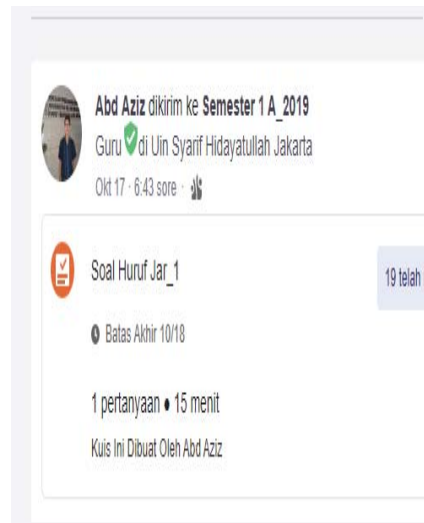 Abd Aziz dikirim ke Semester 1 A_2019
Guru di Uin Syarif Hidayatullah Jakarta
Okt 17 · 6:43 sore ·
Soal Huruf Jar_1
19 telah
Batas Akhir 10/18
1 pertanyaan ● 15 menit
Kuis Ini Dibuat Oleh Abd Aziz